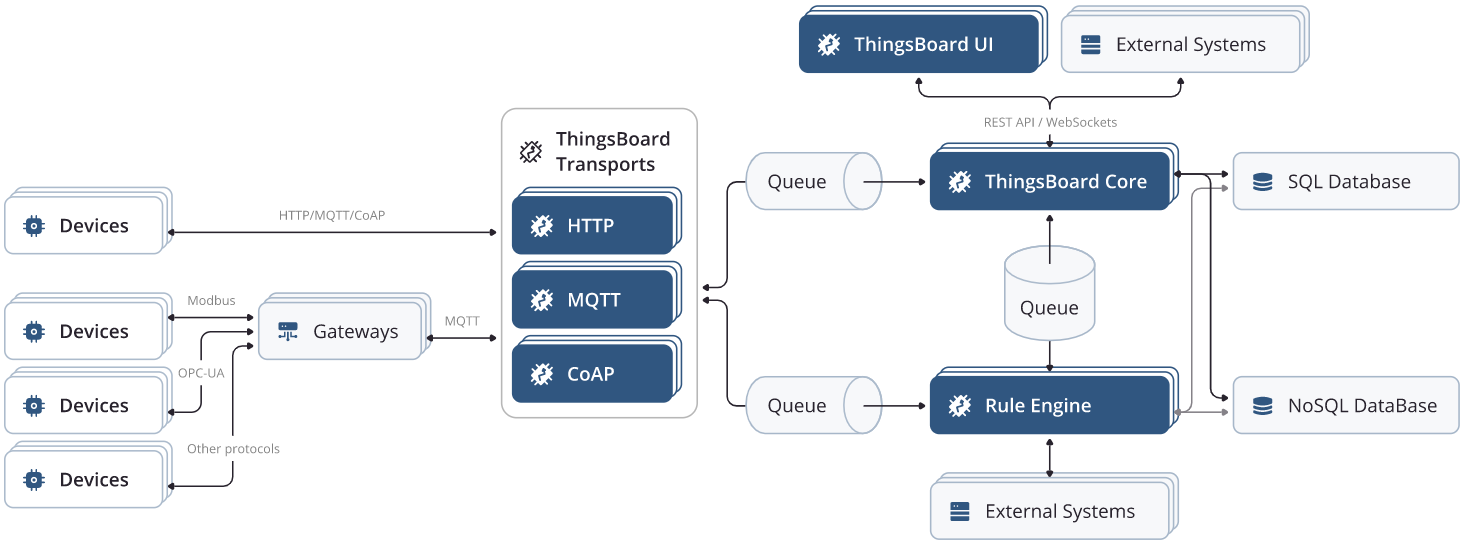 ThingsBoard UI
External Systems
REST API / WebSockets
ThingsBoard
Transports
HTTP
MQTT
CoAP
Devices
HTTP/MQTT/CoAP
Devices
Modbus
Gateways
MQTT
OPC-UA
Devices
Other protocols
Devices
Queue
ThingsBoard Core
SQL Database
Queue
Queue
Rule Engine
NoSQL DataBase
External Systems